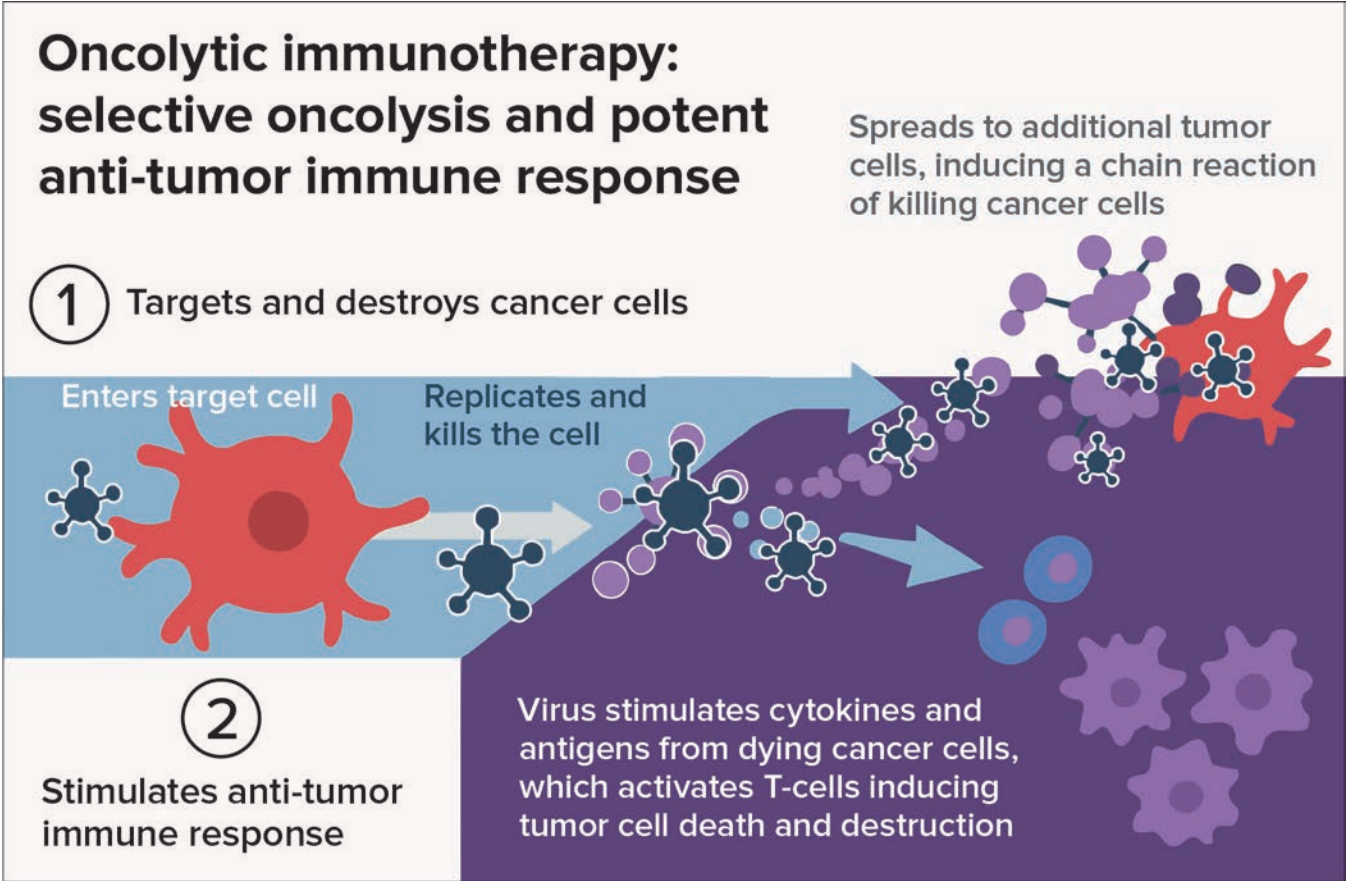 Oncolytic immunotherapy:
selective oncolysis and potent
anti-tumor immune response
Spreads to additional tumor
cells, inducing a chain reaction
of killing cancer cells
1
Targets and destroys cancer cells
Enters target cell
Replicates and
kills the cell
2
Stimulates anti-tumor
immune response
Virus stimulates cytokines and
antigens from dying cancer cells,
which activates T-cells inducing
tumor cell death and destruction